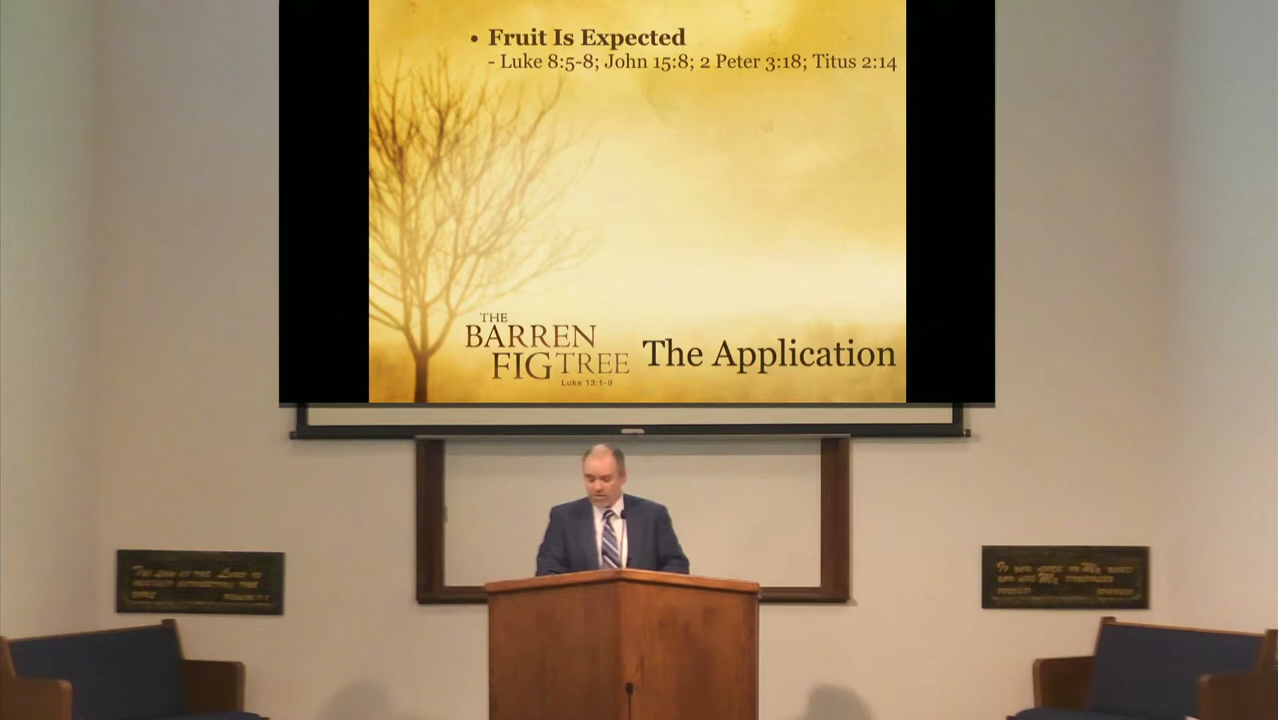 • Fruit Is Expected
- Luke 8:5-8; John 15:8; 2 Peter 3:18; Titus 2:14
THE
BARREN
FIG TREE
Luke 13:1-9
The Application